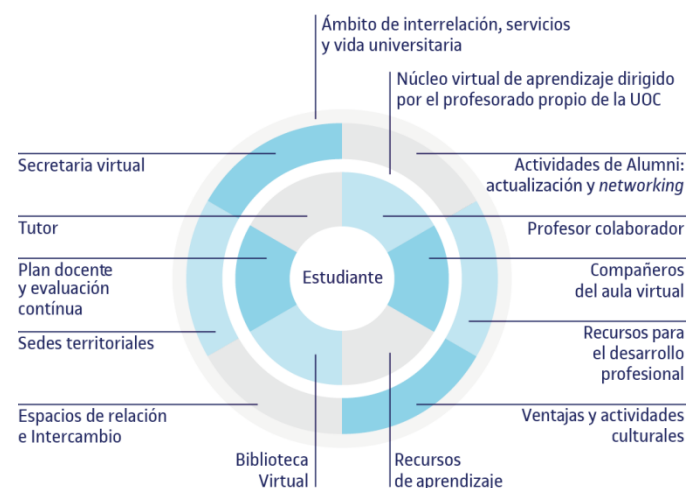 Ámbito de interrelación, servicios
y vida universitaria
Núcleo virtual de aprendizaje dirigido
por el profesorado propio de la UOC
Secretaria virtual
Actividades de Alumni:
actualización y networking
Tutor
Profesor colaborador
Plan docente
y evaluación
contínua
Estudiante
Compañeros
del aula virtual
Sedes territoriales
Recursos para
el desarrollo
profesional
Espacios de relación
e Intercambio
Ventajas y actividades
culturales
Biblioteca
Virtual
Recursos
de aprendizaje